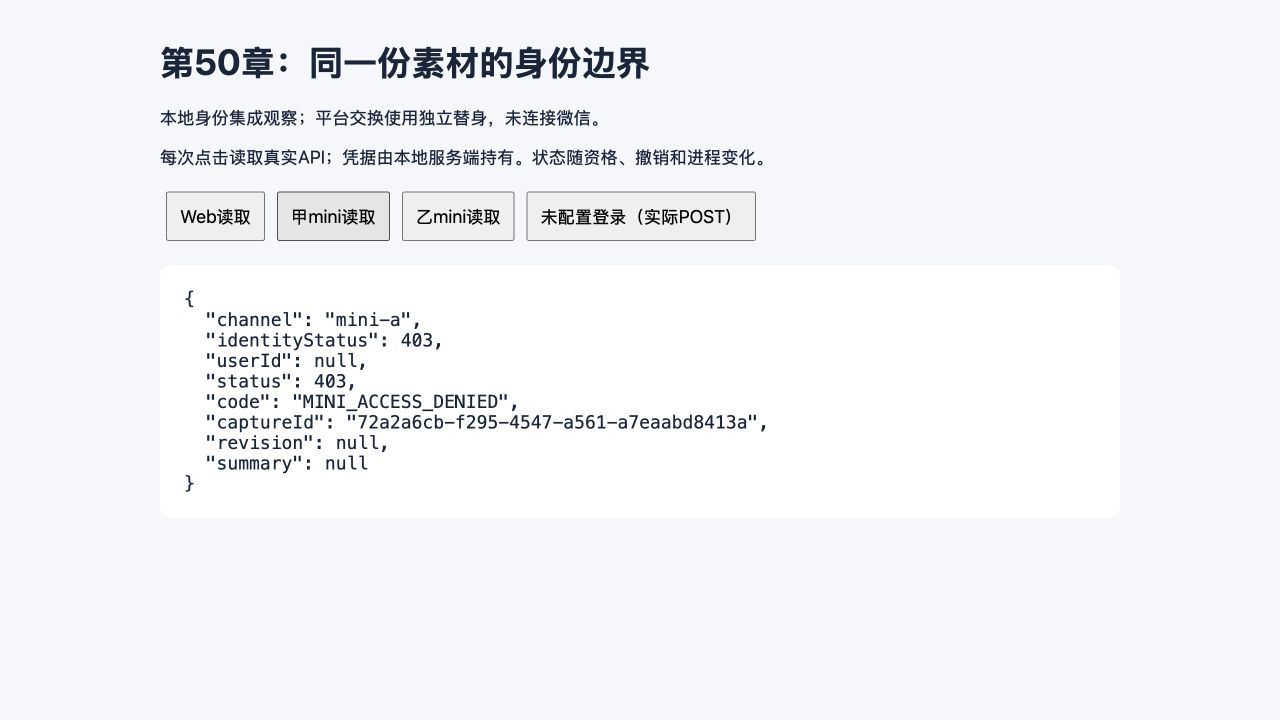 第50章：同一份素材的身份边界
本地身份集成观察；平台交换使用独立替身，未连接微信。
每次点击读取真实API；凭据由本地服务端持有。状态随资格、撤销和进程变化。
Web读取 甲mini读取 乙mini读取 未配置登录（实际POST）
{
  "channel": "mini-a",
  "identityStatus": 403,
  "userId": null,
  "status": 403,
  "code": "MINI_ACCESS_DENIED",
  "captureId": "72a2a6cb-f295-4547-a561-a7eaabd8413a",
  "revision": null,
  "summary": null
}